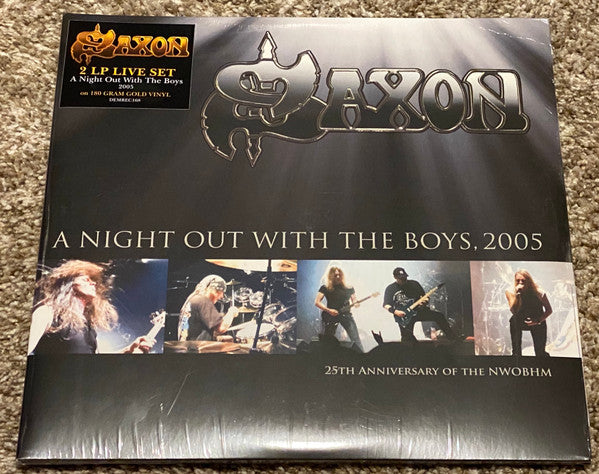 SAXON
2 LP LIVE SET
A Night Out With The Boys
2005
on 180 GRAM GOLD VINYL
DEMREC168
SAXON
A NIGHT OUT WITH THE BOYS, 2005
25TH ANNIVERSARY OF THE NWOBHM